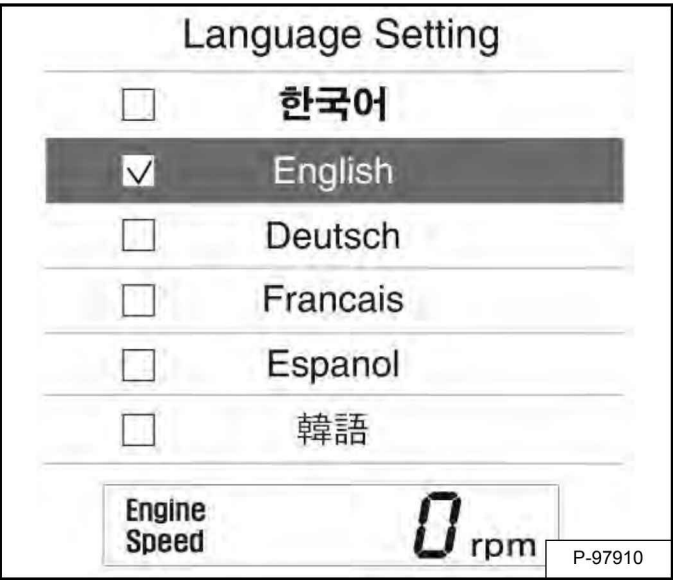 Language Setting
한국어
English
Deutsch
Francais
Espanol
韓語
Engine
Speed
0 rpm
P-97910